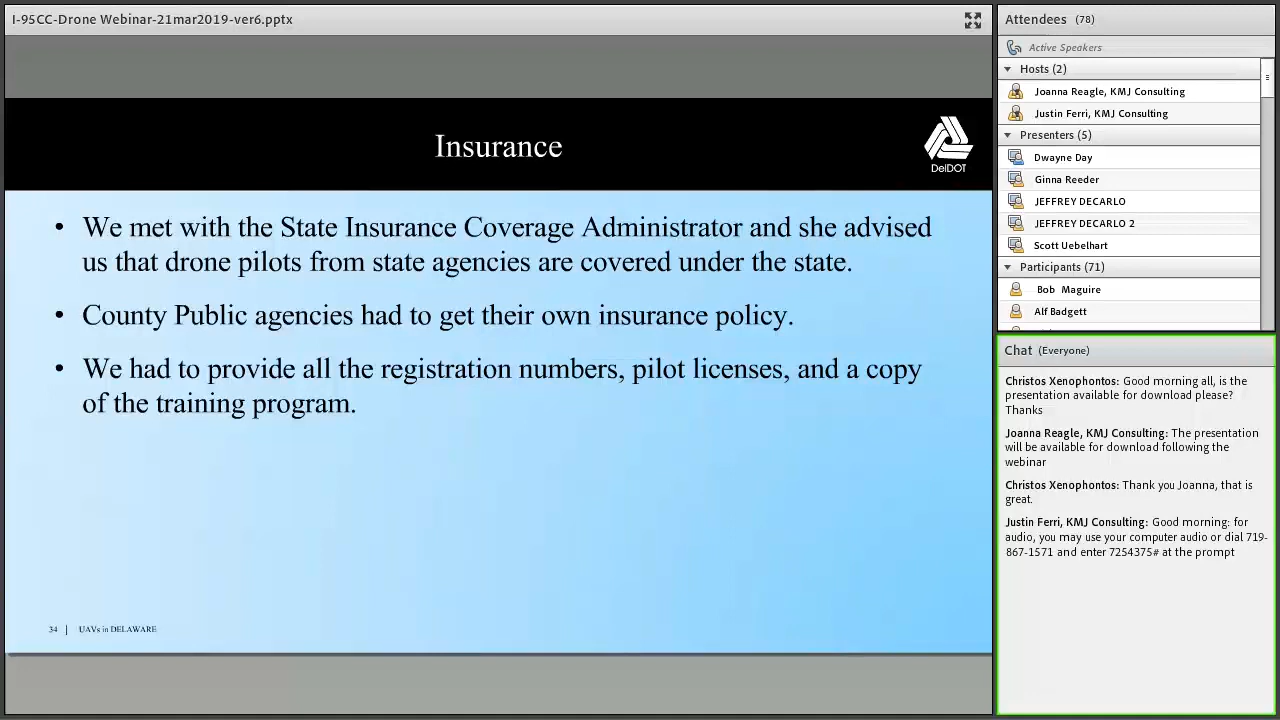 I-95CC-Drone Webinar-21mar2019-ver6.pptx
Insurance
DelDOT
• We met with the State Insurance Coverage Administrator and she advised
us that drone pilots from state agencies are covered under the state.
• County Public agencies had to get their own insurance policy.
• We had to provide all the registration numbers, pilot licenses, and a copy
of the training program.
34 | UAVs in DELAWARE
Attendees (78)
Active Speakers
Hosts (2)
Joanna Reagle, KMJ Consulting
Justin Ferri, KMJ Consulting
Presenters (5)
Dwayne Day
Ginna Reeder
JEFFREY DECARLO
JEFFREY DECARLO 2
Scott Uebelhart
Participants (71)
Bob Maguire
Alf Badgett
Chat (Everyone)
Christos Xenophontos: Good morning all, is the
presentation available for download please?
Thanks
Joanna Reagle, KMJ Consulting: The presentation
will be available for download following the
webinar
Christos Xenophontos: Thank you Joanna, that is
great.
Justin Ferri, KMJ Consulting: Good morning: for
audio, you may use your computer audio or dial 719-
867-1571 and enter 7254375# at the prompt